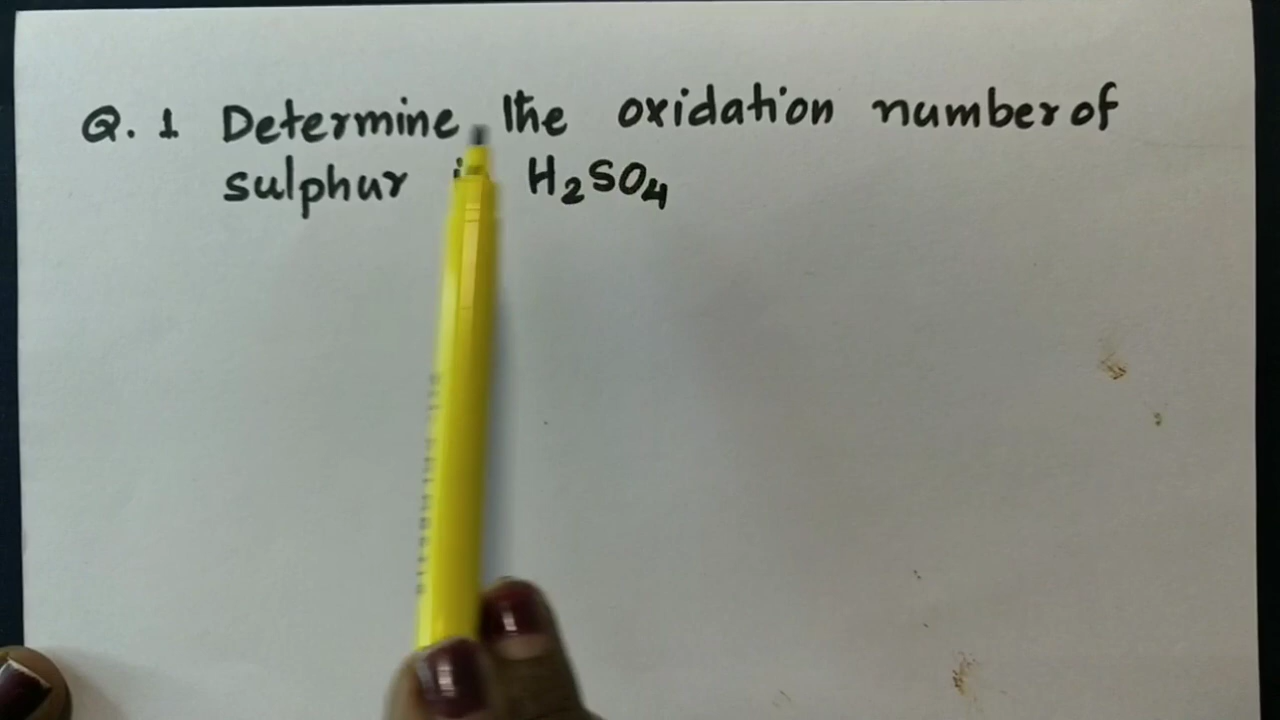 Q. 1 Determine the oxidation number of
sulphur H₂SO₄